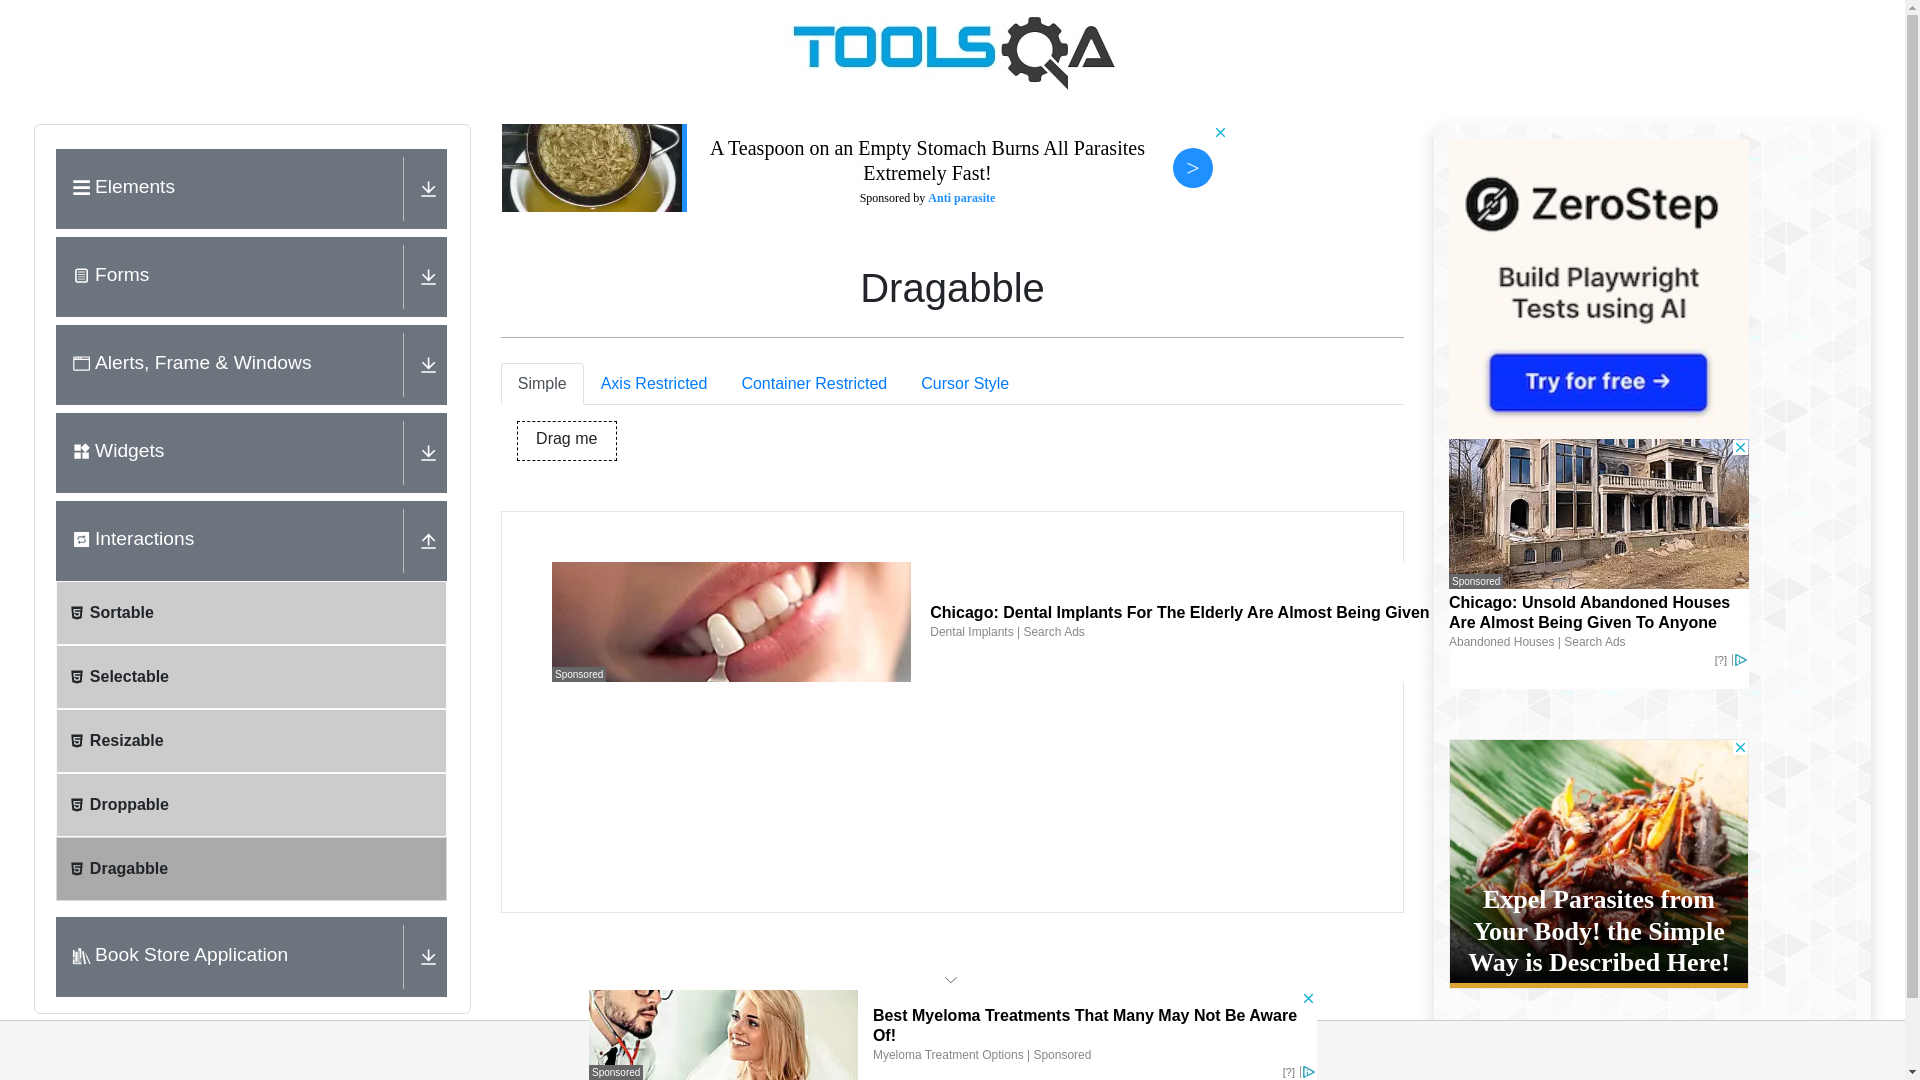 TOOLSQA
Elements
Forms
Alerts, Frame & Windows
Widgets
Interactions
Sortable
Selectable
Resizable
Droppable
Dragabble
Book Store Application
A Teaspoon on an Empty Stomach Burns All Parasites
Extremely Fast!
Sponsored by Anti parasite
>
Dragabble
Simple
Axis Restricted
Container Restricted
Cursor Style
Drag me
Sponsored
Chicago: Dental Implants For The Elderly Are Almost Being Given
Dental Implants | Search Ads
Sponsored
Best Myeloma Treatments That Many May Not Be Aware
Of!
Myeloma Treatment Options | Sponsored
[?]
ZeroStep
Build Playwright
Tests using AI
Try for free →
Sponsored
Chicago: Unsold Abandoned Houses
Are Almost Being Given To Anyone
Abandoned Houses | Search Ads
[?]
Expel Parasites from
Your Body! the Simple
Way is Described Here!